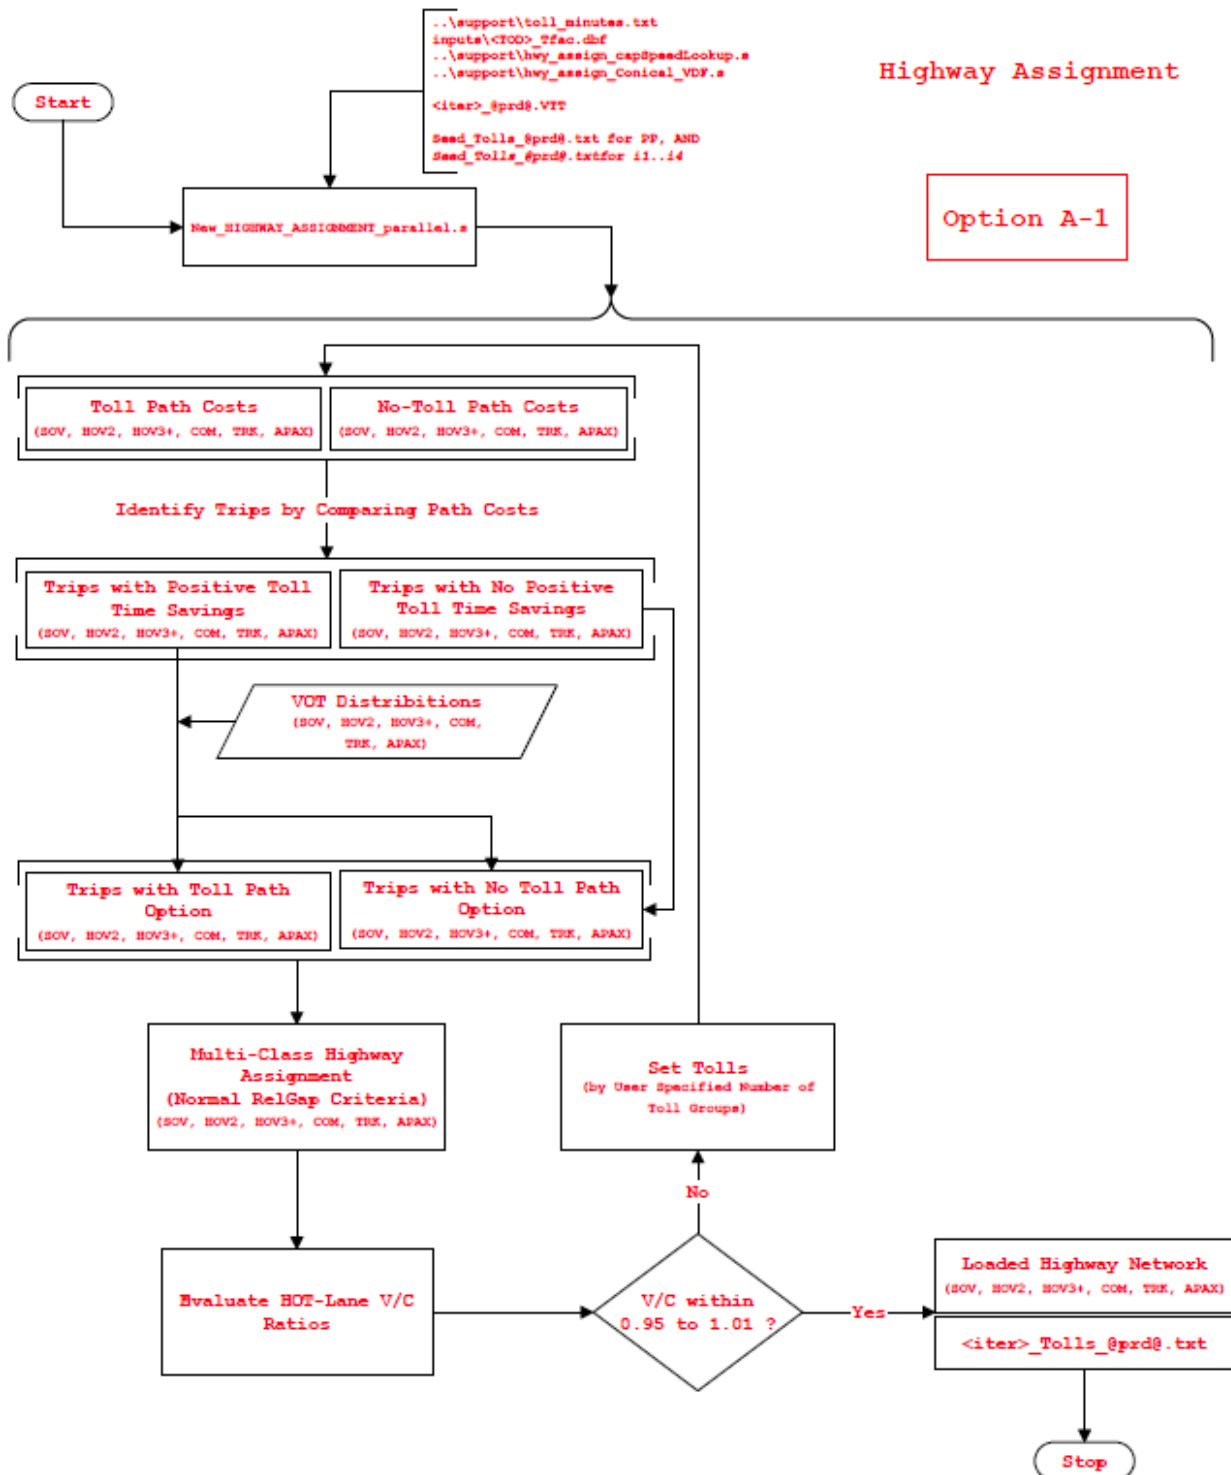 ..\support\toll_minutes.txt
inputs\<TOD>_Tfac.dbf
..\support\hwy_assign_capSpeedLookup.s
..\support\hwy_assign_Conical_VDF.s
<iter>_@prd@.VTT
Seed_Tolls_@prd@.txt for PP, AND
Seed_Tolls_@prd@.txtfor i1..i4
Highway Assignment
Start
Option A-1
New_HIGHWAY_ASSIGNMENT_parallel.s
Toll Path Costs
(SOV, HOV2, HOV3+, COM, TRK, APAX)
No-Toll Path Costs
(SOV, HOV2, HOV3+, COM, TRK, APAX)
Identify Trips by Comparing Path Costs
Trips with Positive Toll
Time Savings
(SOV, HOV2, HOV3+, COM, TRK, APAX)
Trips with No Positive
Toll Time Savings
(SOV, HOV2, HOV3+, COM, TRK, APAX)
VOT Distribitions
(SOV, HOV2, HOV3+, COM,
TRK, APAX)
Trips with Toll Path
Option
(SOV, HOV2, HOV3+, COM, TRK, APAX)
Trips with No Toll Path
Option
(SOV, HOV2, HOV3+, COM, TRK, APAX)
Multi-Class Highway
Assignment
(Normal RelGap Criteria)
(SOV, HOV2, HOV3+, COM, TRK, APAX)
Set Tolls
(by User Specified Number of
Toll Groups)
No
Evaluate HOT-Lane V/C
Ratios
V/C within
0.95 to 1.01 ?
Yes
Loaded Highway Network
(SOV, HOV2, HOV3+, COM, TRK, APAX)
<iter>_Tolls_@prd@.txt
Stop